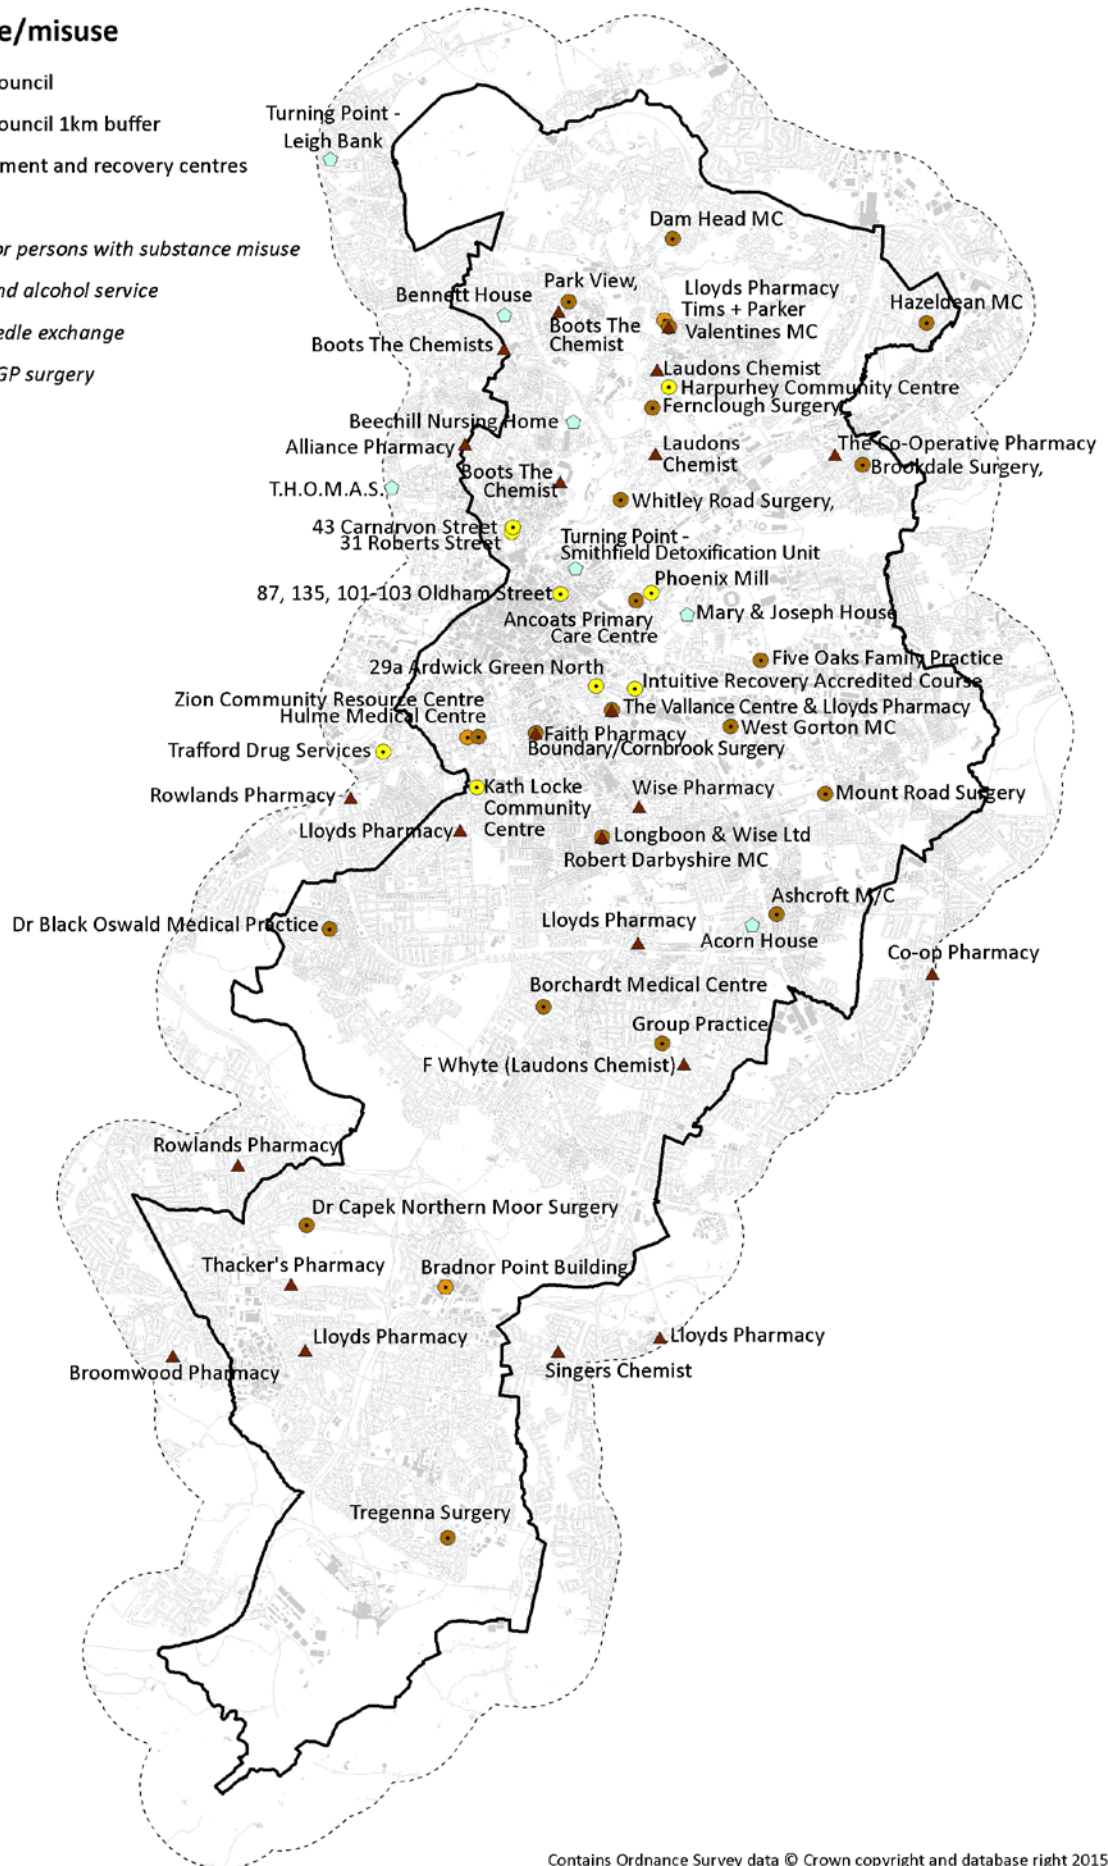 e/misuse
ouncil
ouncil 1km buffer
ment and recovery centres
or persons with substance misuse
nd alcohol service
edle exchange
GP surgery
Turning Point -
Leigh Bank
Dam Head MC
Park View,
Bennett House
Lloyds Pharmacy
Tims + Parker
Valentines MC
Hazeldean MC
Boots The
Chemist
Boots The Chemists
Laudons Chemist
Harpurhey Community Centre
Fernclough Surgery
Beechill Nursing Home
Alliance Pharmacy
Laudons
Chemist
The Co-Operative Pharmacy
Brookdale Surgery,
Boots The
Chemist
T.H.O.M.A.S.
Whitley Road Surgery,
43 Carnarvon Street
31 Roberts Street
Turning Point -
Smithfield Detoxification Unit
Phoenix Mill
87, 135, 101-103 Oldham Street
Ancoats Primary
Care Centre
Mary & Joseph House
29a Ardwick Green North
Five Oaks Family Practice
Intuitive Recovery Accredited Course
Zion Community Resource Centre
Hulme Medical Centre
The Vallance Centre & Lloyds Pharmacy
West Gorton MC
Faith Pharmacy
Boundary/Cornbrook Surgery
Trafford Drug Services
Kath Locke
Community
Centre
Rowlands Pharmacy
Wise Pharmacy
Mount Road Surgery
Lloyds Pharmacy
Longboon & Wise Ltd
Robert Darbyshire MC
Ashcroft M/C
Dr Black Oswald Medical Practice
Lloyds Pharmacy
Acorn House
Co-op Pharmacy
Borchardt Medical Centre
Group Practice
F Whyte (Laudons Chemist)
Rowlands Pharmacy
Dr Capek Northern Moor Surgery
Thacker's Pharmacy
Bradnor Point Building
Lloyds Pharmacy
Lloyds Pharmacy
Broomwood Pharmacy
Singers Chemist
Tregenna Surgery
Contains Ordnance Survey data © Crown copyright and database right 2015